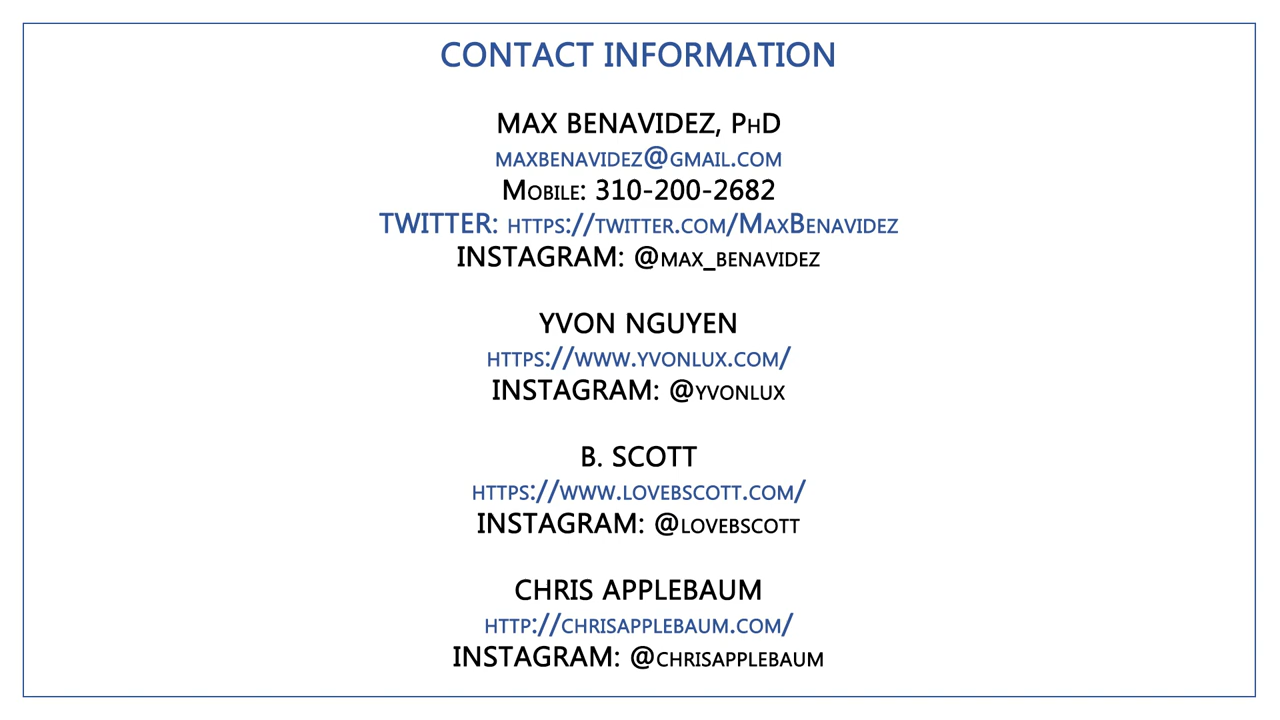 CONTACT INFORMATION
MAX BENAVIDEZ, PhD
maxbenavidez@gmail.com
Mobile: 310-200-2682
TWITTER: https://twitter.com/MaxBenavidez
INSTAGRAM: @max_benavidez
YVON NGUYEN
https://www.yvonlux.com/
INSTAGRAM: @yvonlux
B. SCOTT
https://www.lovebscott.com/
INSTAGRAM: @lovebscott
CHRIS APPLEBAUM
http://chrisapplebaum.com/
INSTAGRAM: @chrisapplebaum